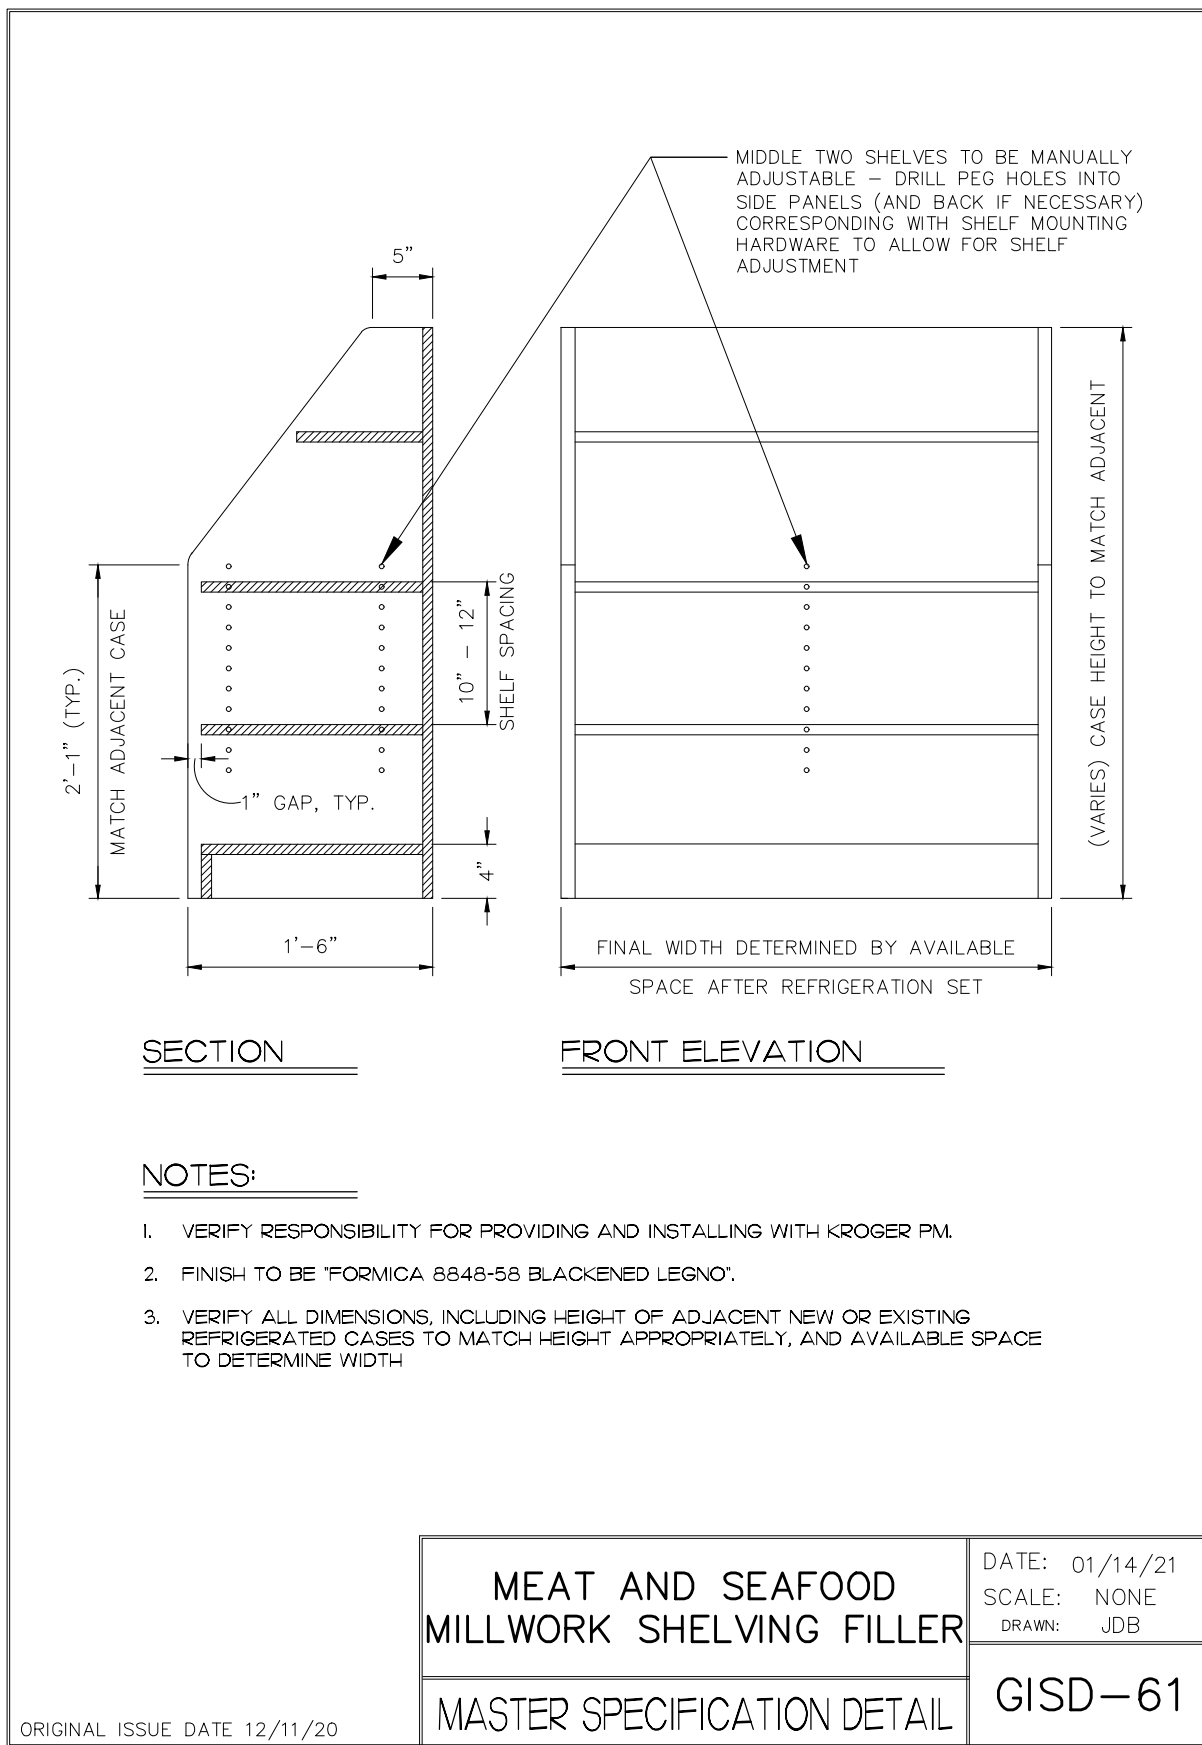 MIDDLE TWO SHELVES TO BE MANUALLY
ADJUSTABLE – DRILL PEG HOLES INTO
SIDE PANELS (AND BACK IF NECESSARY)
CORRESPONDING WITH SHELF MOUNTING
HARDWARE TO ALLOW FOR SHELF
ADJUSTMENT
5"
2'–1" (TYP.)
MATCH ADJACENT CASE
10" – 12"
SHELF SPACING
1" GAP, TYP.
4"
1'–6"
(VARIES) CASE HEIGHT TO MATCH ADJACENT
FINAL WIDTH DETERMINED BY AVAILABLE
SPACE AFTER REFRIGERATION SET
SECTION
FRONT ELEVATION
NOTES:
1. VERIFY RESPONSIBILITY FOR PROVIDING AND INSTALLING WITH KROGER PM.
2. FINISH TO BE "FORMICA 8848-58 BLACKENED LEGNO".
3. VERIFY ALL DIMENSIONS, INCLUDING HEIGHT OF ADJACENT NEW OR EXISTING
REFRIGERATED CASES TO MATCH HEIGHT APPROPRIATELY, AND AVAILABLE SPACE
TO DETERMINE WIDTH
MEAT AND SEAFOOD
MILLWORK SHELVING FILLER
MASTER SPECIFICATION DETAIL
DATE: 01/14/21
SCALE: NONE
DRAWN: JDB
GISD–61
ORIGINAL ISSUE DATE 12/11/20